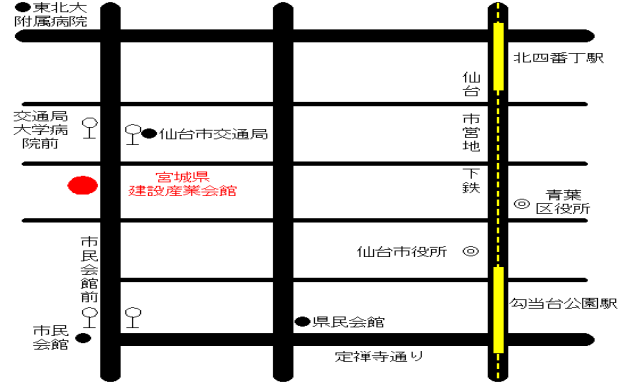 東北大
附属病院
北四番丁駅
仙台
市営地
下鉄
交通局
大学病
院前
仙台市交通局
宮城県
建設産業会館
青葉
区役所
市民会館前
仙台市役所
勾当台公園駅
県民会館
市民
会館
定禅寺通り